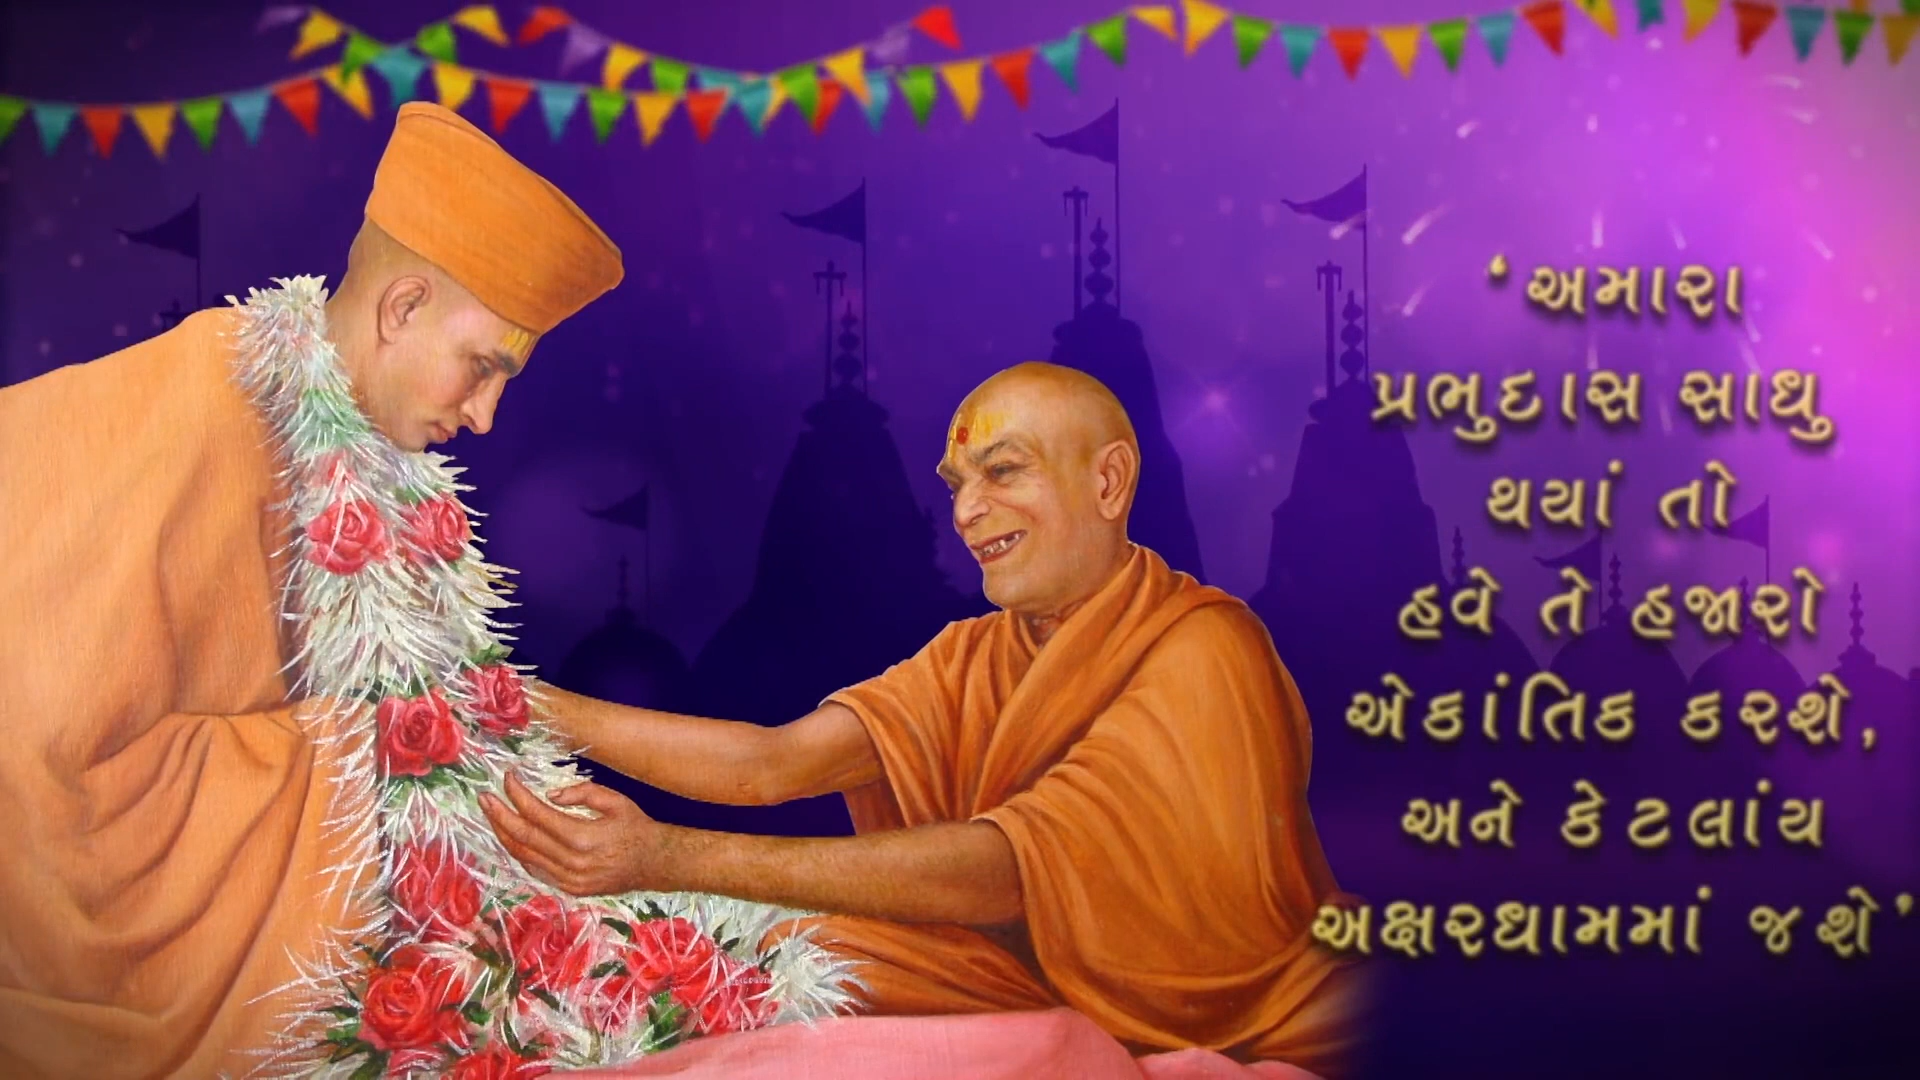 ‘અમારા
પ્રભુદાસ સાધુ
થયાં તો
હવે તે હજારો
એકાંતિક કરશે,
અને કેટલાંય
અક્ષરધામમાં જશે’